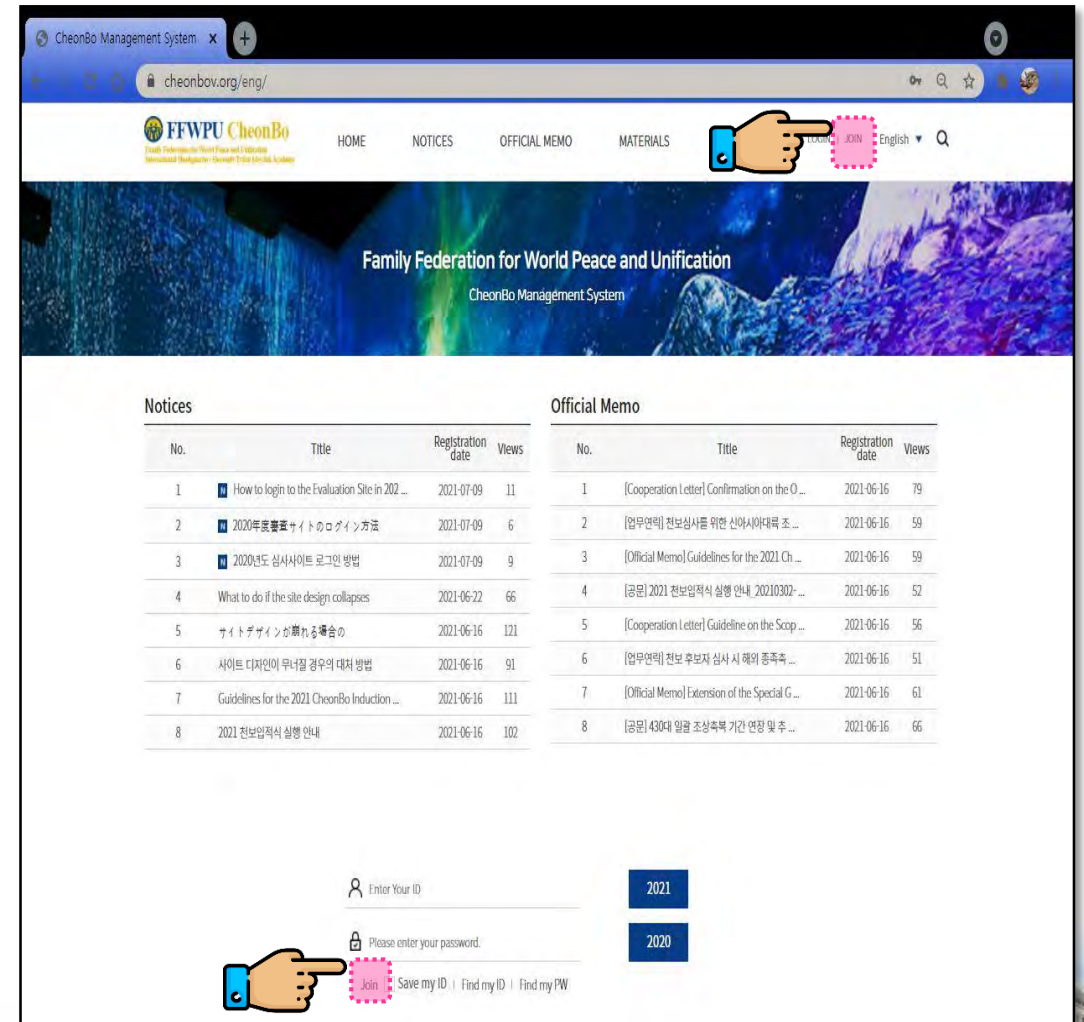 CheonBo Management System
cheonbov.org/eng/
FFWPU CheonBo
HOME NOTICES OFFICIAL MEMO MATERIALS LOGIN | JOIN English
Family Federation for World Peace and Unification
CheonBo Management System
Notices
No. Title Registration date Views
1 N How to login to the Evaluation Site in 202 ... 2021-07-09 11
2 N 2020年度審査サイトのログイン方法 2021-07-09 6
3 N 2020년도 심사사이트 로그인 방법 2021-07-09 9
4 What to do if the site design collapses 2021-06-22 66
5 サイトデザインが崩れる場合の 2021-06-16 121
6 사이트 디자인이 무너질 경우의 대처 방법 2021-06-16 91
7 Guidelines for the 2021 CheonBo Induction ... 2021-06-16 111
8 2021 천보입적식 실행 안내 2021-06-16 102
Official Memo
No. Title Registration date Views
1 [Cooperation Letter] Confirmation on the O ... 2021-06-16 79
2 [업무연락] 천보심사를 위한 신아시아대륙 조 ... 2021-06-16 59
3 [Official Memo] Guidelines for the 2021 Ch ... 2021-06-16 59
4 [공문] 2021 천보입적식 실행 안내_20210302- ... 2021-06-16 52
5 [Cooperation Letter] Guideline on the Scop ... 2021-06-16 56
6 [업무연락] 천보 후보자 심사 시 해외 종족축 ... 2021-06-16 51
7 [Official Memo] Extension of the Special G ... 2021-06-16 61
8 [공문] 430대 일괄 조상축복 기간 연장 및 추 ... 2021-06-16 66
Enter Your ID
2021
Please enter your password.
2020
Join | Save my ID | Find my ID | Find my PW